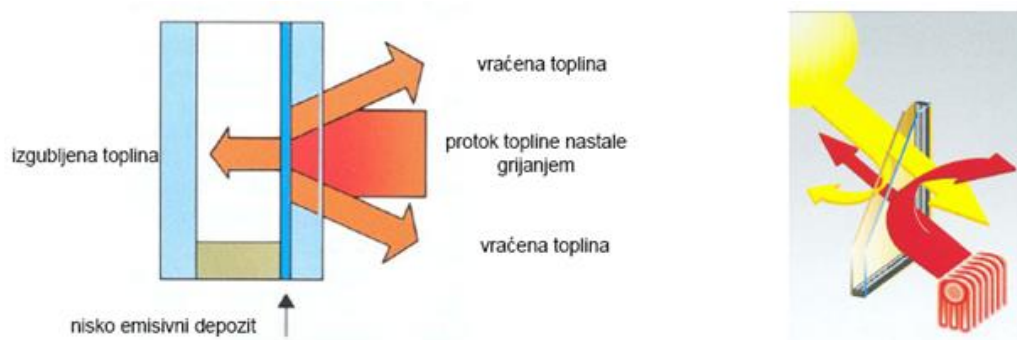 vraćena toplina
izgubljena toplina
protok topline nastale
grijanjem
vraćena toplina
nisko emisivni depozit